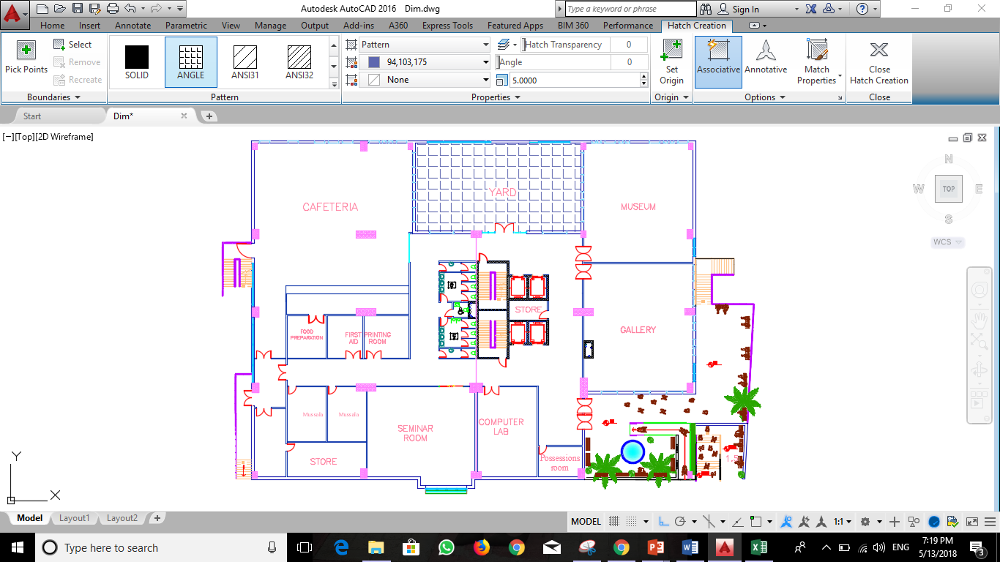 Autodesk AutoCAD 2016 Dim.dwg
Type a keyword or phrase
Sign In
Home Insert Annotate Parametric View Manage Output Add-ins A360 Express Tools Featured Apps BIM 360 Performance Hatch Creation
Pick Points
Select
Remove
Recreate
Boundaries
SOLID
ANGLE
ANSI31
ANSI32
Pattern
Pattern
94,103,175
None
Hatch Transparency 0
Angle 0
5.0000
Properties
Set
Origin
Origin
Associative
Annotative
Match
Properties
Options
Close
Hatch Creation
Close
Start
Dim*
[−][Top][2D Wireframe]
N
W TOP E
S
WCS
CAFETERIA
YARD
MUSEUM
STORE
GALLERY
FOOD
PREPARATION
FIRST
AID
PRINTING
ROOM
Mussala
Mussala
SEMINAR
ROOM
COMPUTER
LAB
STORE
Possessions
room
1.5
Y
X
Model Layout1 Layout2
MODEL
1:1
Type here to search
ENG
7:19 PM
5/13/2018
3